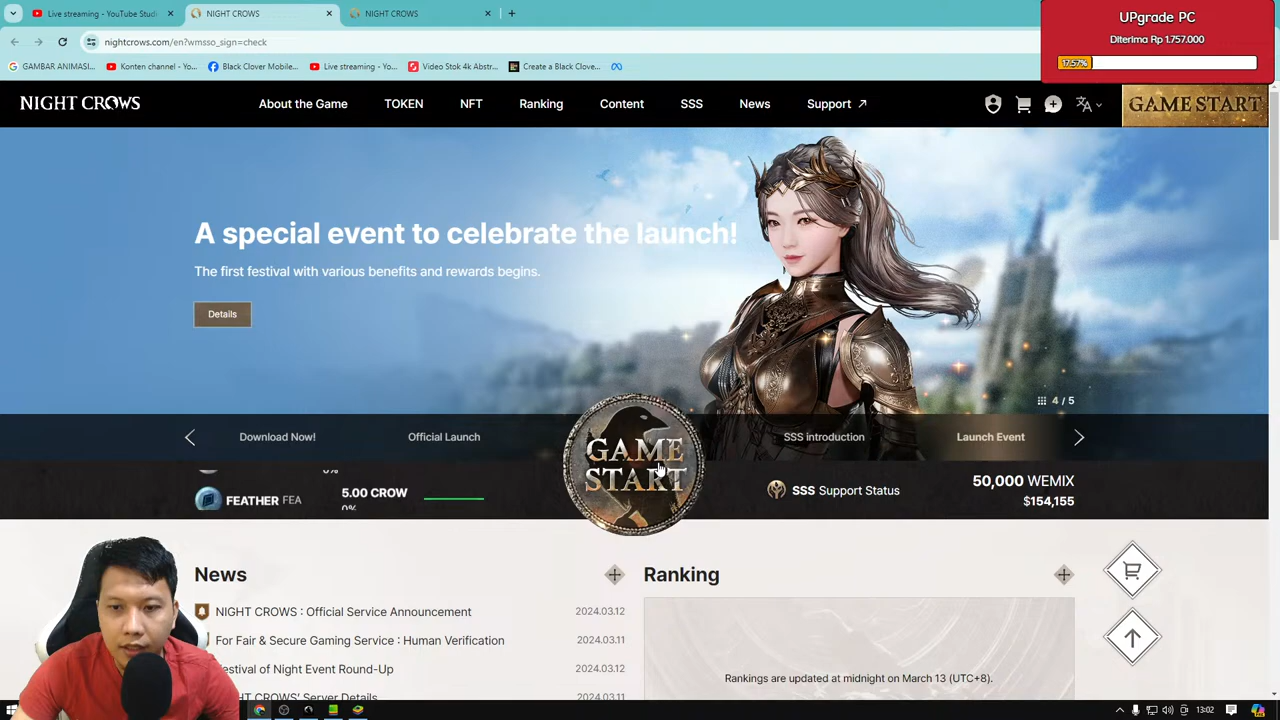 Live streaming - YouTube Studi
NIGHT CROWS
NIGHT CROWS
UPgrade PC
Diterima Rp 1.757.000
17.57%
nightcrows.com/en?wmsso_sign=check
GAMBAR ANIMASI...
Konten channel - Yo...
Black Clover Mobile...
Live streaming - Yo...
Video Stok 4k Abstr...
Create a Black Clove...
NIGHT CROWS
About the Game
TOKEN
NFT
Ranking
Content
SSS
News
Support
GAME START
A special event to celebrate the launch!
The first festival with various benefits and rewards begins.
Details
4 / 5
Download Now!
Official Launch
GAME
START
SSS introduction
Launch Event
0%
FEATHER FEA
5.00 CROW
0%
SSS Support Status
50,000 WEMIX
$154,155
News
NIGHT CROWS : Official Service Announcement
2024.03.12
For Fair & Secure Gaming Service : Human Verification
2024.03.11
estival of Night Event Round-Up
2024.03.12
GHT CROWS' Server Details
2024.03.11
Ranking
Rankings are updated at midnight on March 13 (UTC+8).
13:02